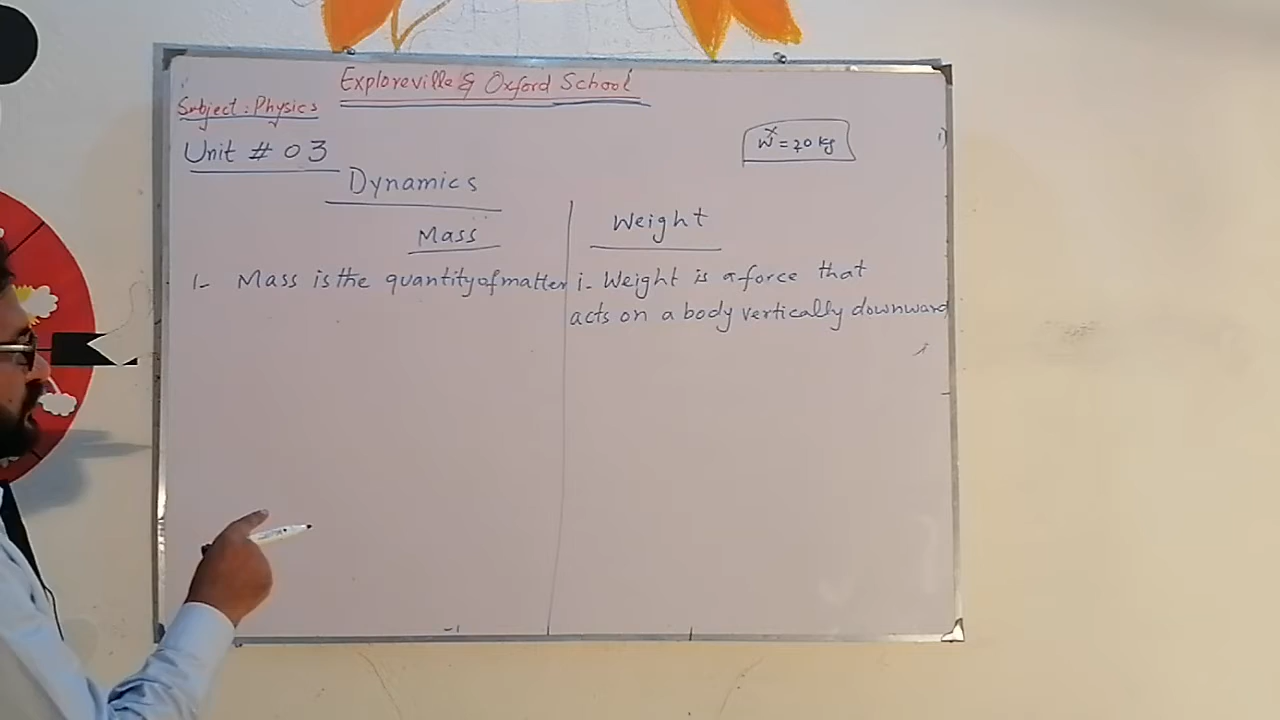 Exploreville & Oxford School
Subject : Physics
Unit # 03
W = 70 kg
i)
Dynamics
Mass
Weight
1- Mass is the quantity of matter
i- Weight is a force that
acts on a body vertically downward